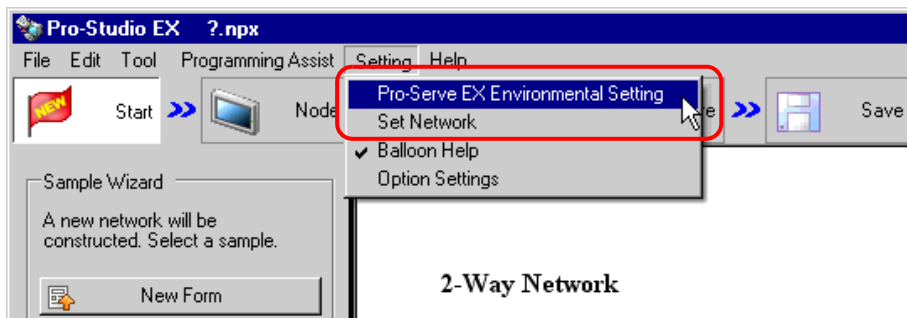 Pro-Studio EX ?.npx
File Edit Tool Programming Assist Setting Help
Start Node Save
Pro-Serve EX Environmental Setting
Set Network
Balloon Help
Option Settings
Sample Wizard
A new network will be
constructed. Select a sample.
New Form
2-Way Network
NEW